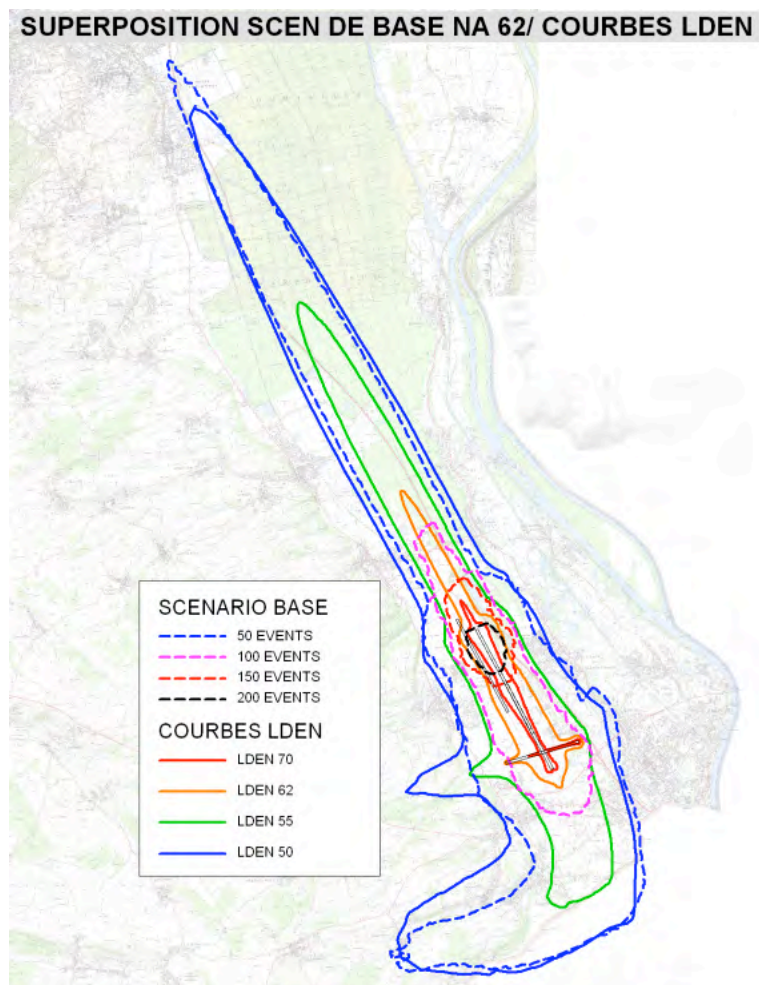 SUPERPOSITION SCEN DE BASE NA 62/ COURBES LDEN
SCENARIO BASE
50 EVENTS
100 EVENTS
150 EVENTS
200 EVENTS
COURBES LDEN
LDEN 70
LDEN 62
LDEN 55
LDEN 50